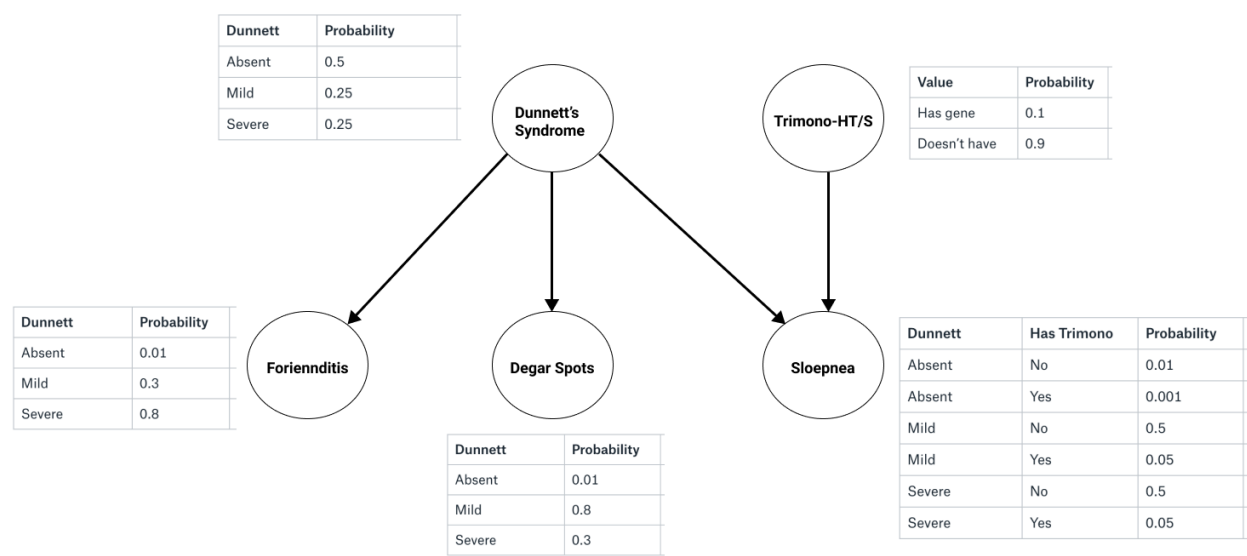 Dunnett Probability
Absent 0.5
Mild 0.25
Severe 0.25
Dunnett's
Syndrome
Trimono-HT/S
Value Probability
Has gene 0.1
Doesn't have 0.9
Dunnett Probability
Absent 0.01
Mild 0.3
Severe 0.8
Foriennditis
Degar Spots
Sloepnea
Dunnett Has Trimono Probability
Absent No 0.01
Absent Yes 0.001
Mild No 0.5
Mild Yes 0.05
Severe No 0.5
Severe Yes 0.05
Dunnett Probability
Absent 0.01
Mild 0.8
Severe 0.3